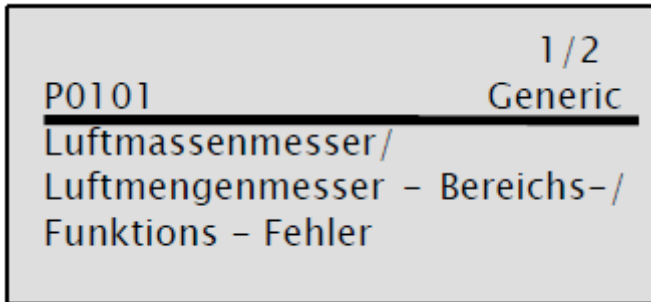 1/2
P0101 Generic
Luftmassenmesser/
Luftmengenmesser – Bereichs-/
Funktions – Fehler